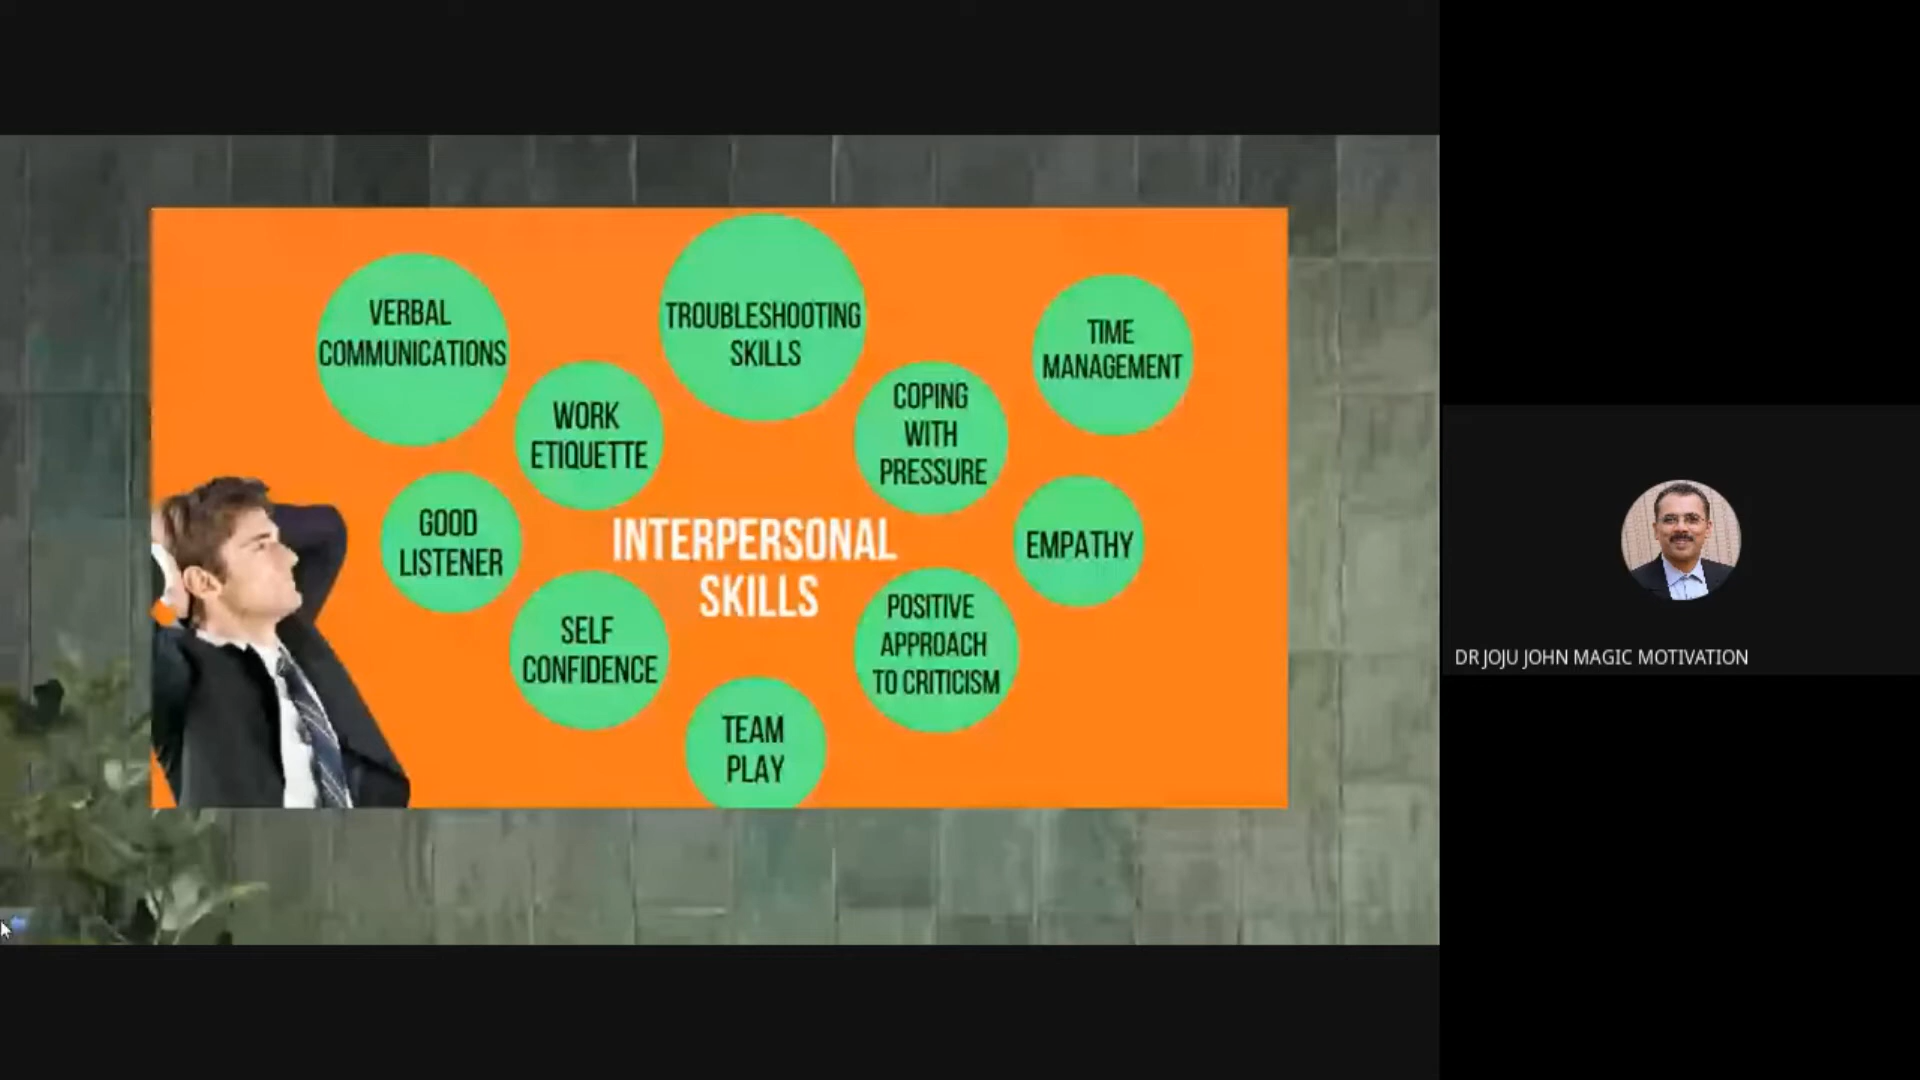 VERBAL
COMMUNICATIONS
TROUBLESHOOTING
SKILLS
TIME
MANAGEMENT
WORK
ETIQUETTE
COPING
WITH
PRESSURE
GOOD
LISTENER
INTERPERSONAL
SKILLS
EMPATHY
SELF
CONFIDENCE
POSITIVE
APPROACH
TO CRITICISM
TEAM
PLAY
DR JOJU JOHN MAGIC MOTIVATION